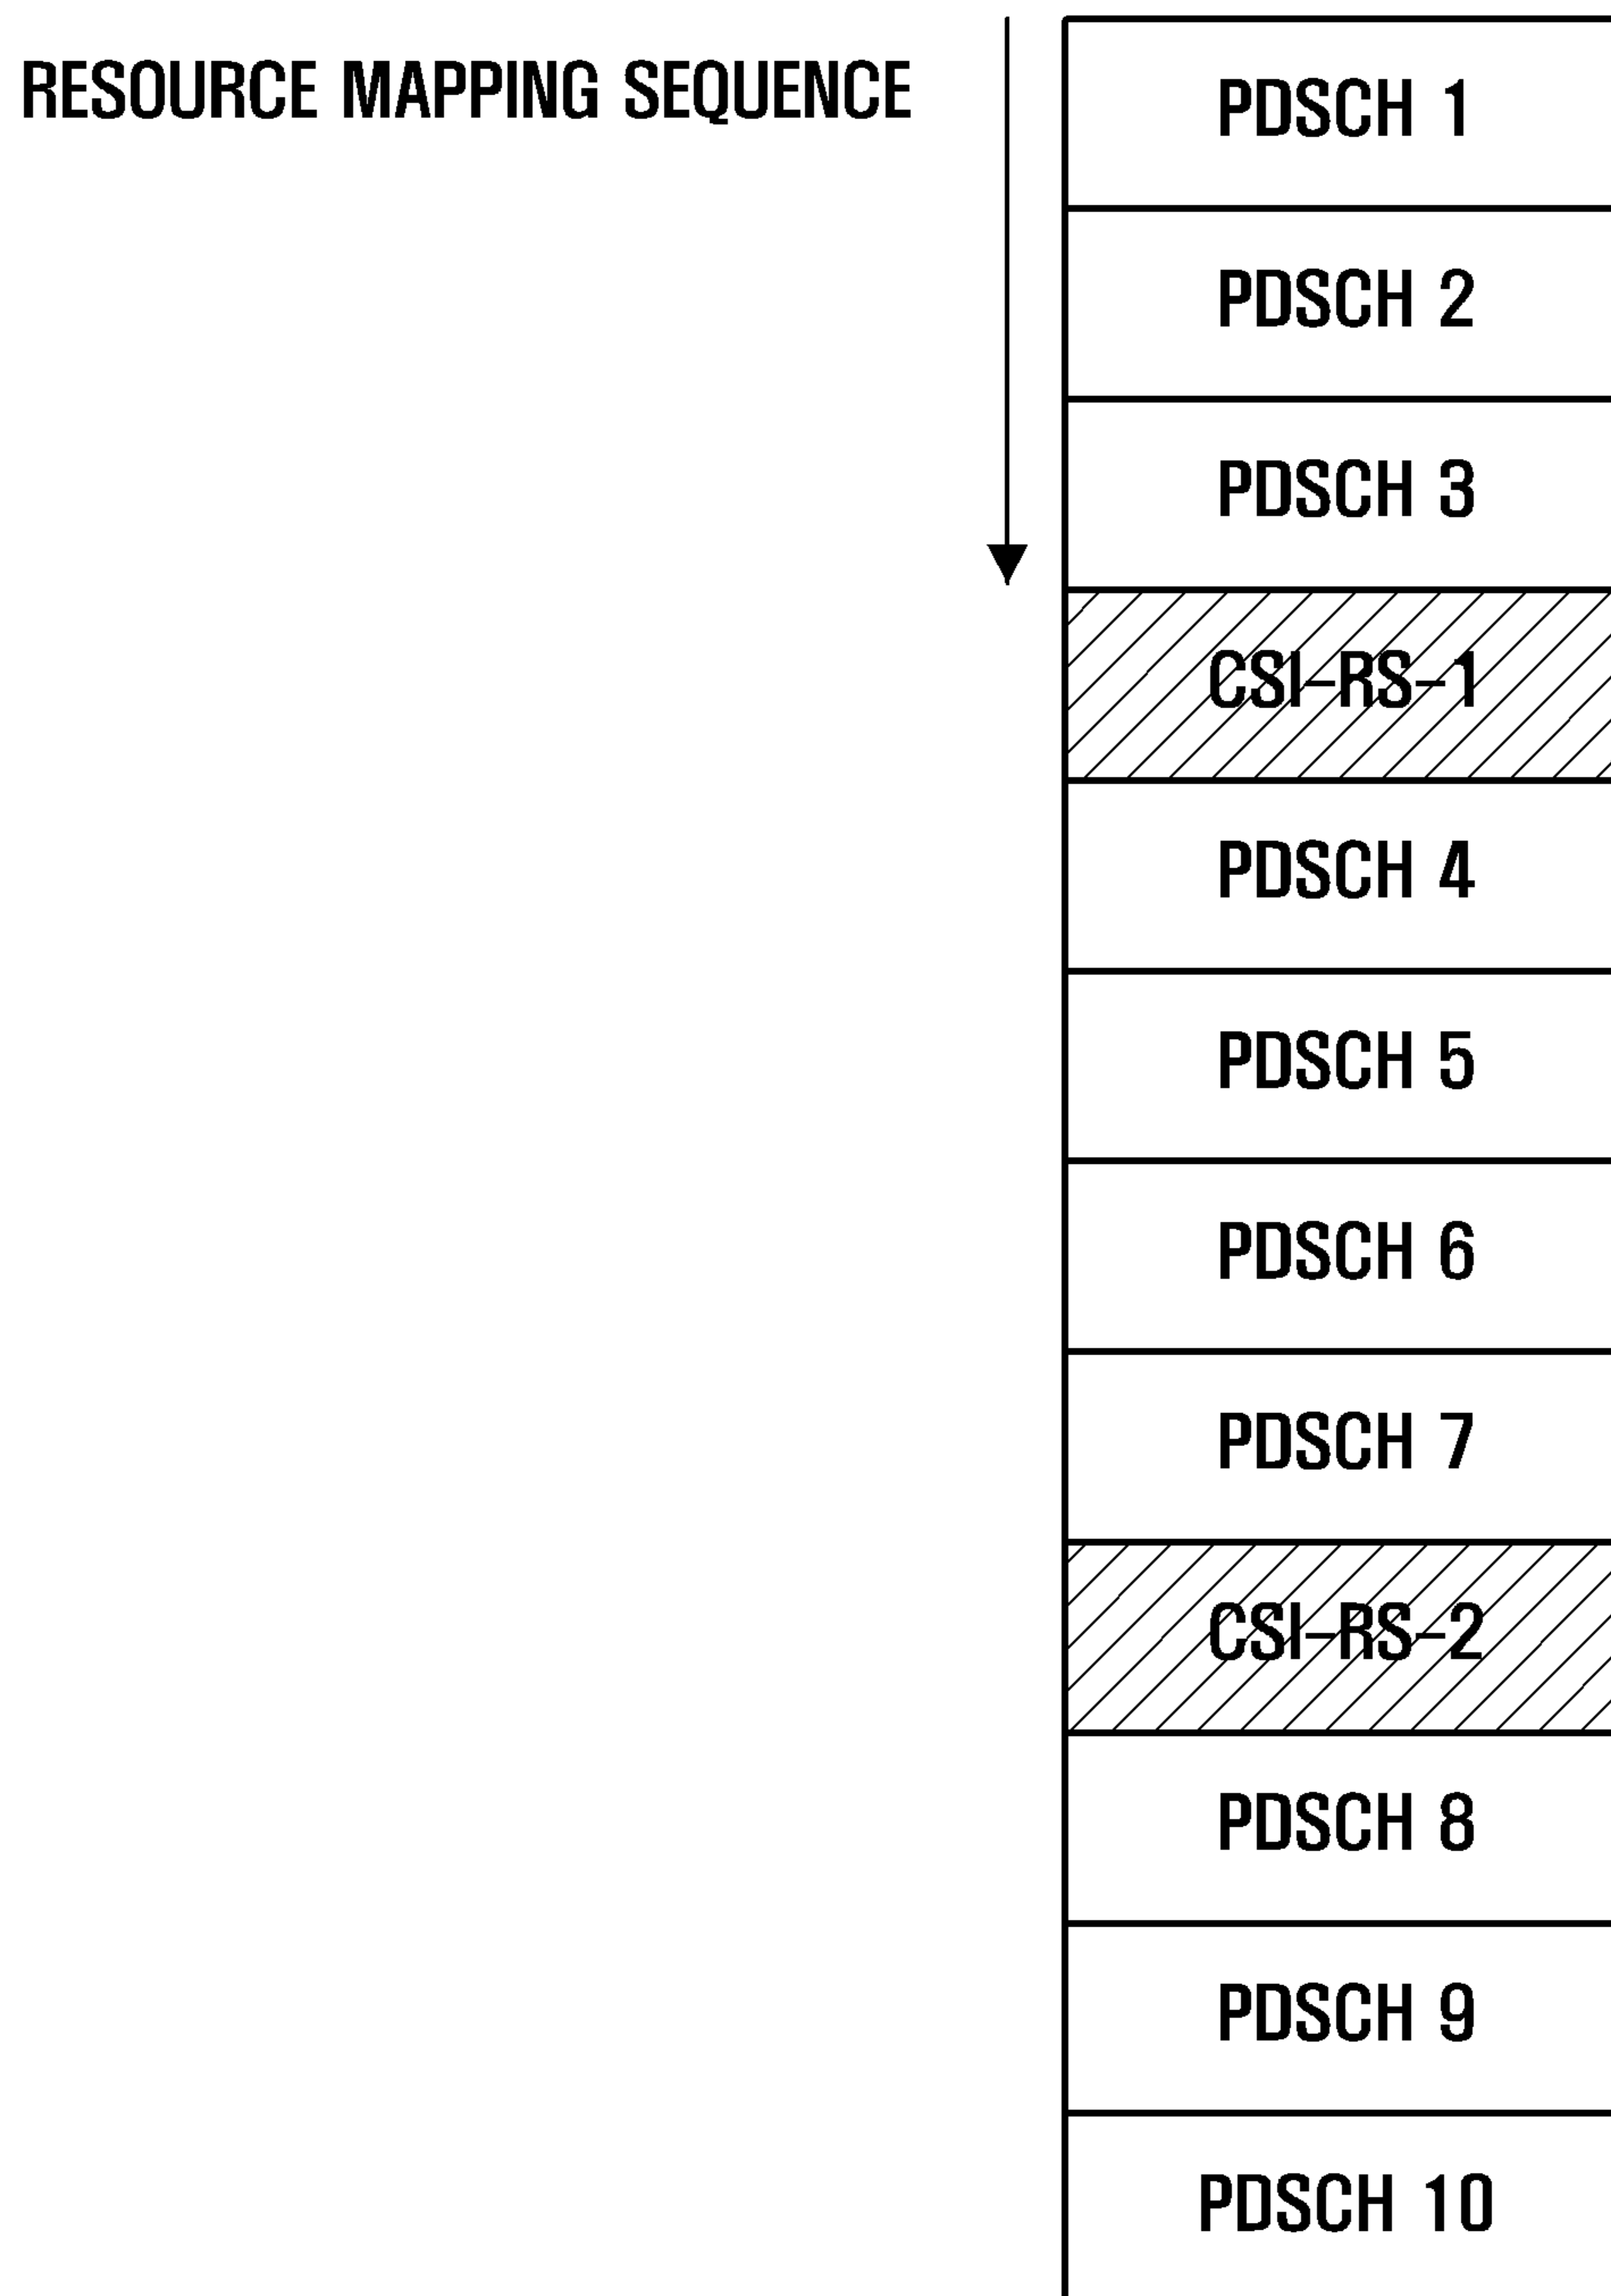 RESOURCE MAPPING SEQUENCE
PDSCH 1
PDSCH 2
PDSCH 3
CSI-RS-1
PDSCH 4
PDSCH 5
PDSCH 6
PDSCH 7
CSI-RS-2
PDSCH 8
PDSCH 9
PDSCH 10